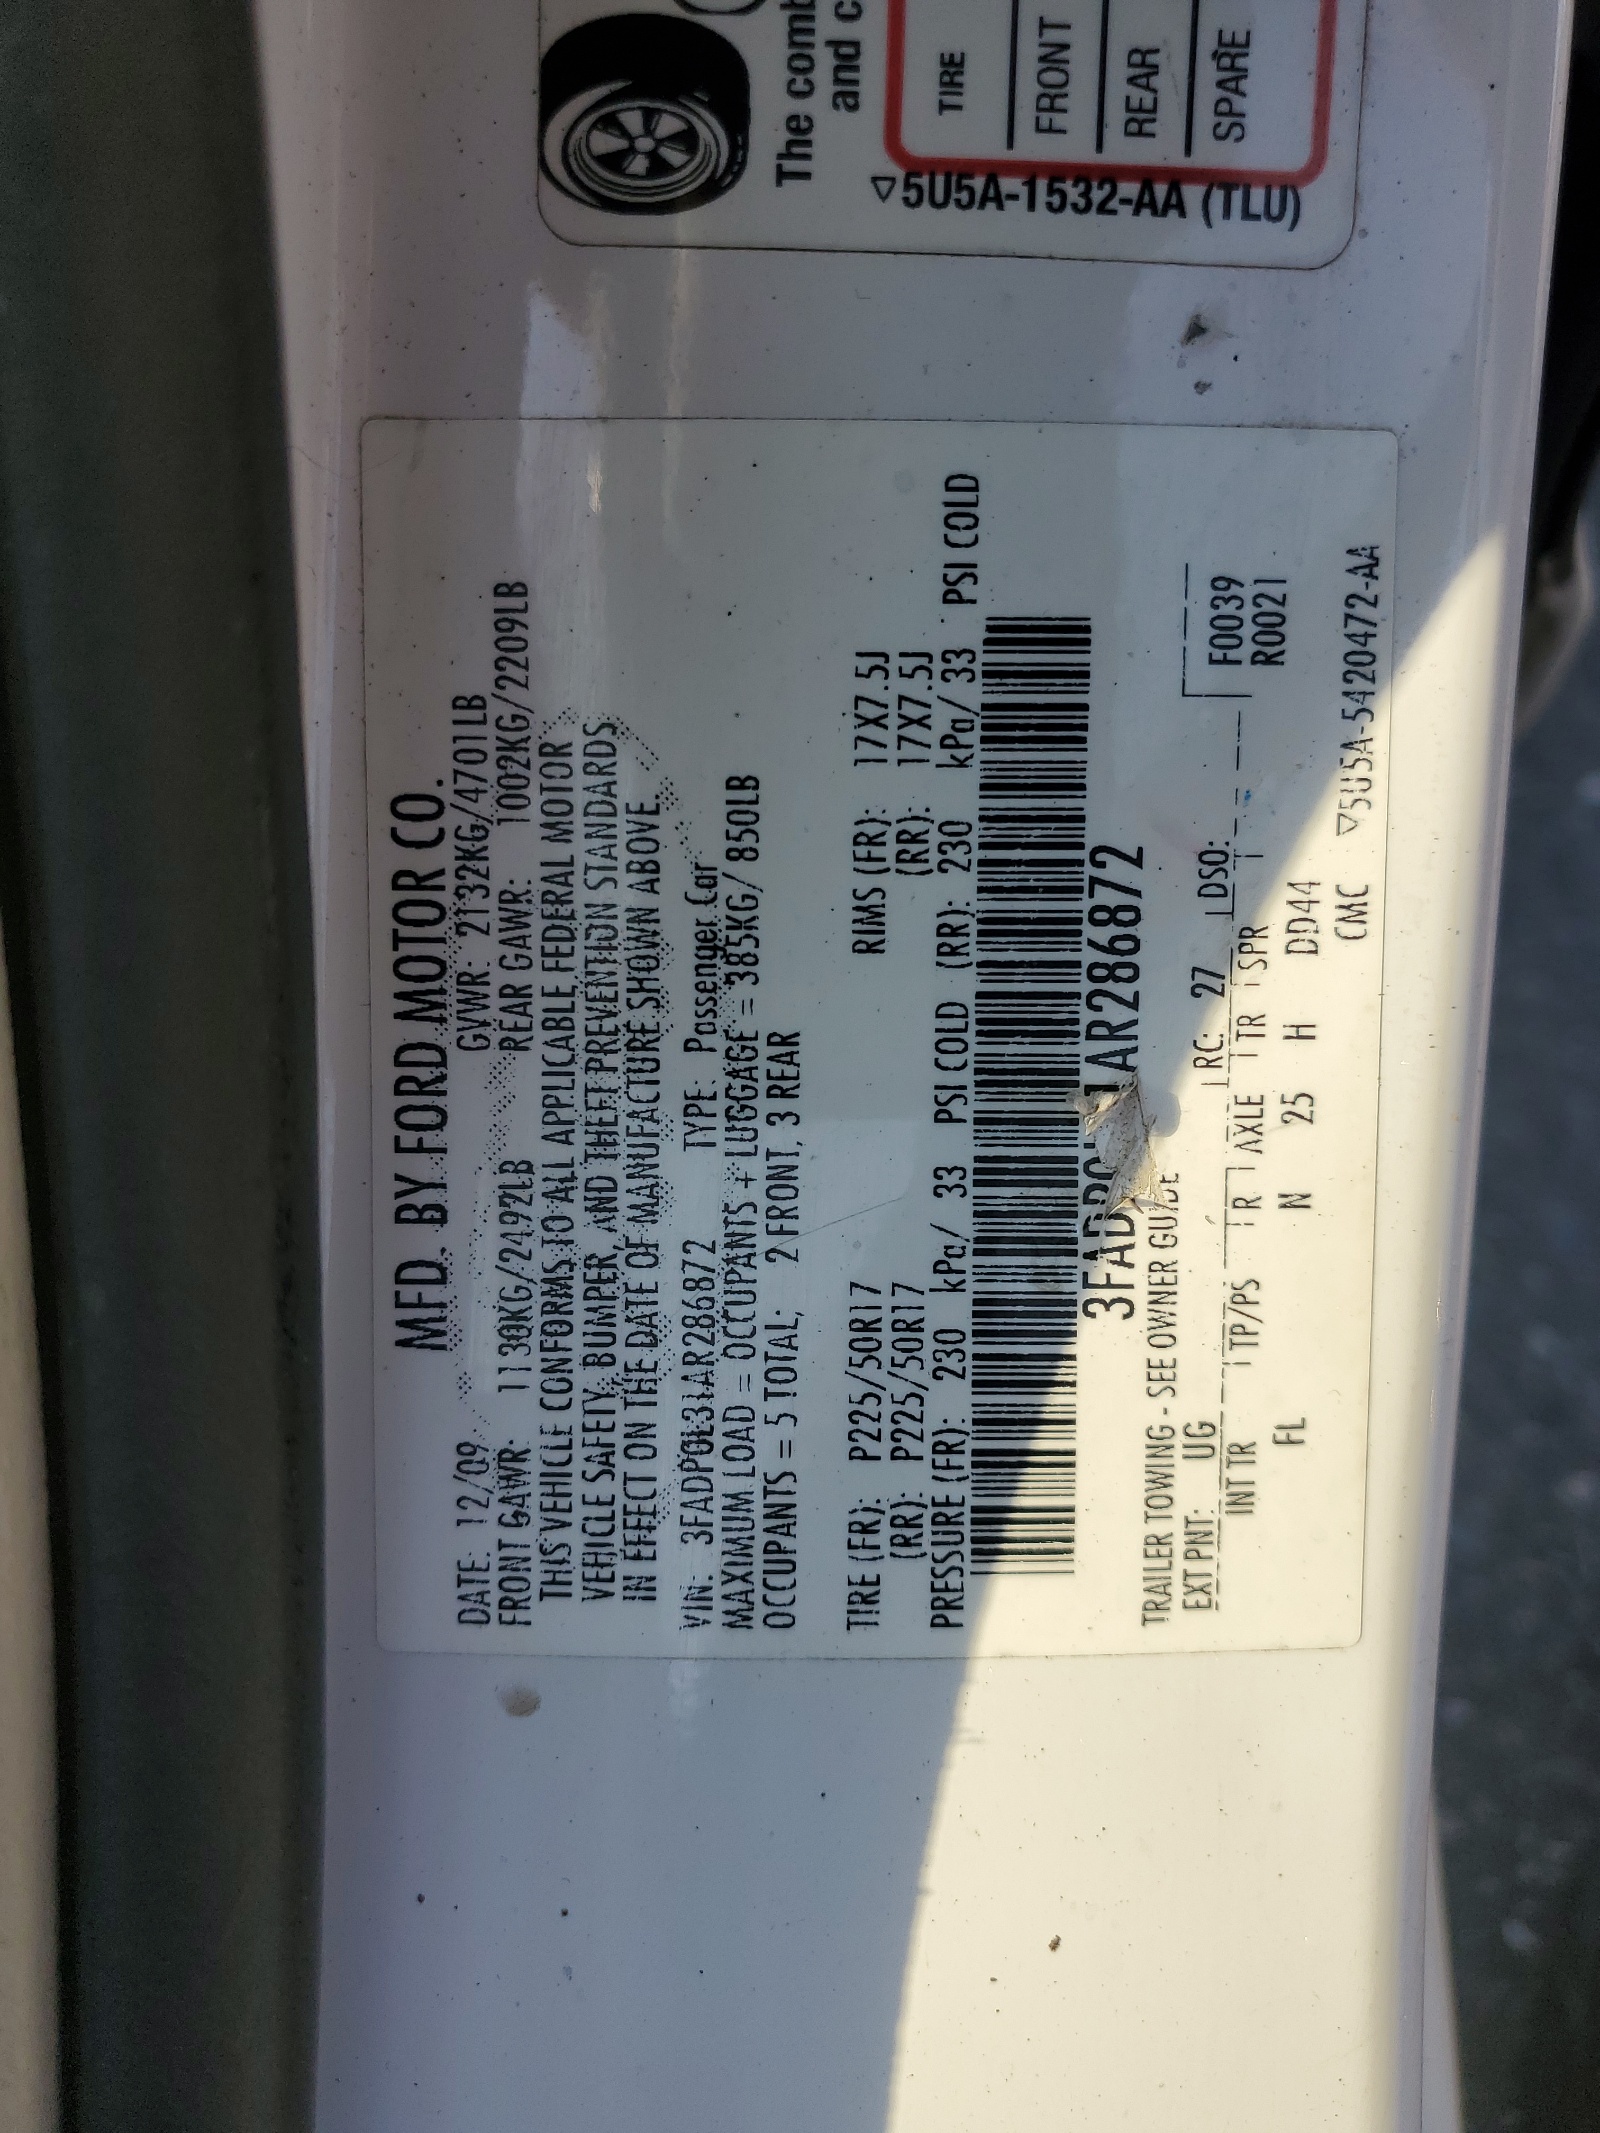 MFD. BY FORD MOTOR CO.
DATE: 12/09 GVWR: 2132KG/4701LB
FRONT GAWR: 1130KG/2492LB REAR GAWR: 1002KG/2209LB
THIS VEHICLE CONFORMS TO ALL APPLICABLE FEDERAL MOTOR
VEHICLE SAFETY, BUMPER, AND THEFT PREVENTION STANDARDS
IN EFFECT ON THE DATE OF MANUFACTURE SHOWN ABOVE.
VIN: 3FADP0L31AR286872 TYPE: Passenger Car
MAXIMUM LOAD = OCCUPANTS + LUGGAGE = 385KG/ 850LB
OCCUPANTS = 5 TOTAL; 2 FRONT, 3 REAR
TIRE (FR): P225/50R17 RIMS (FR): 17X7.5J
(RR): P225/50R17 (RR): 17X7.5J
PRESSURE (FR): 230 kPa/ 33 PSI COLD (RR): 230 kPa/ 33 PSI COLD
AR286872
TRAILER TOWING - SEE OWNER GUIDE
EXT PNT: UG RC: 27 DSO:
INT TR TP/PS R AXLE TR SPR F0039
R0021
FL N 25 H DD44
CMC ▽5U5A-5420472-AA
The comb
and c
TIRE
FRONT
REAR
SPARE
▽5U5A-1532-AA (TLU)